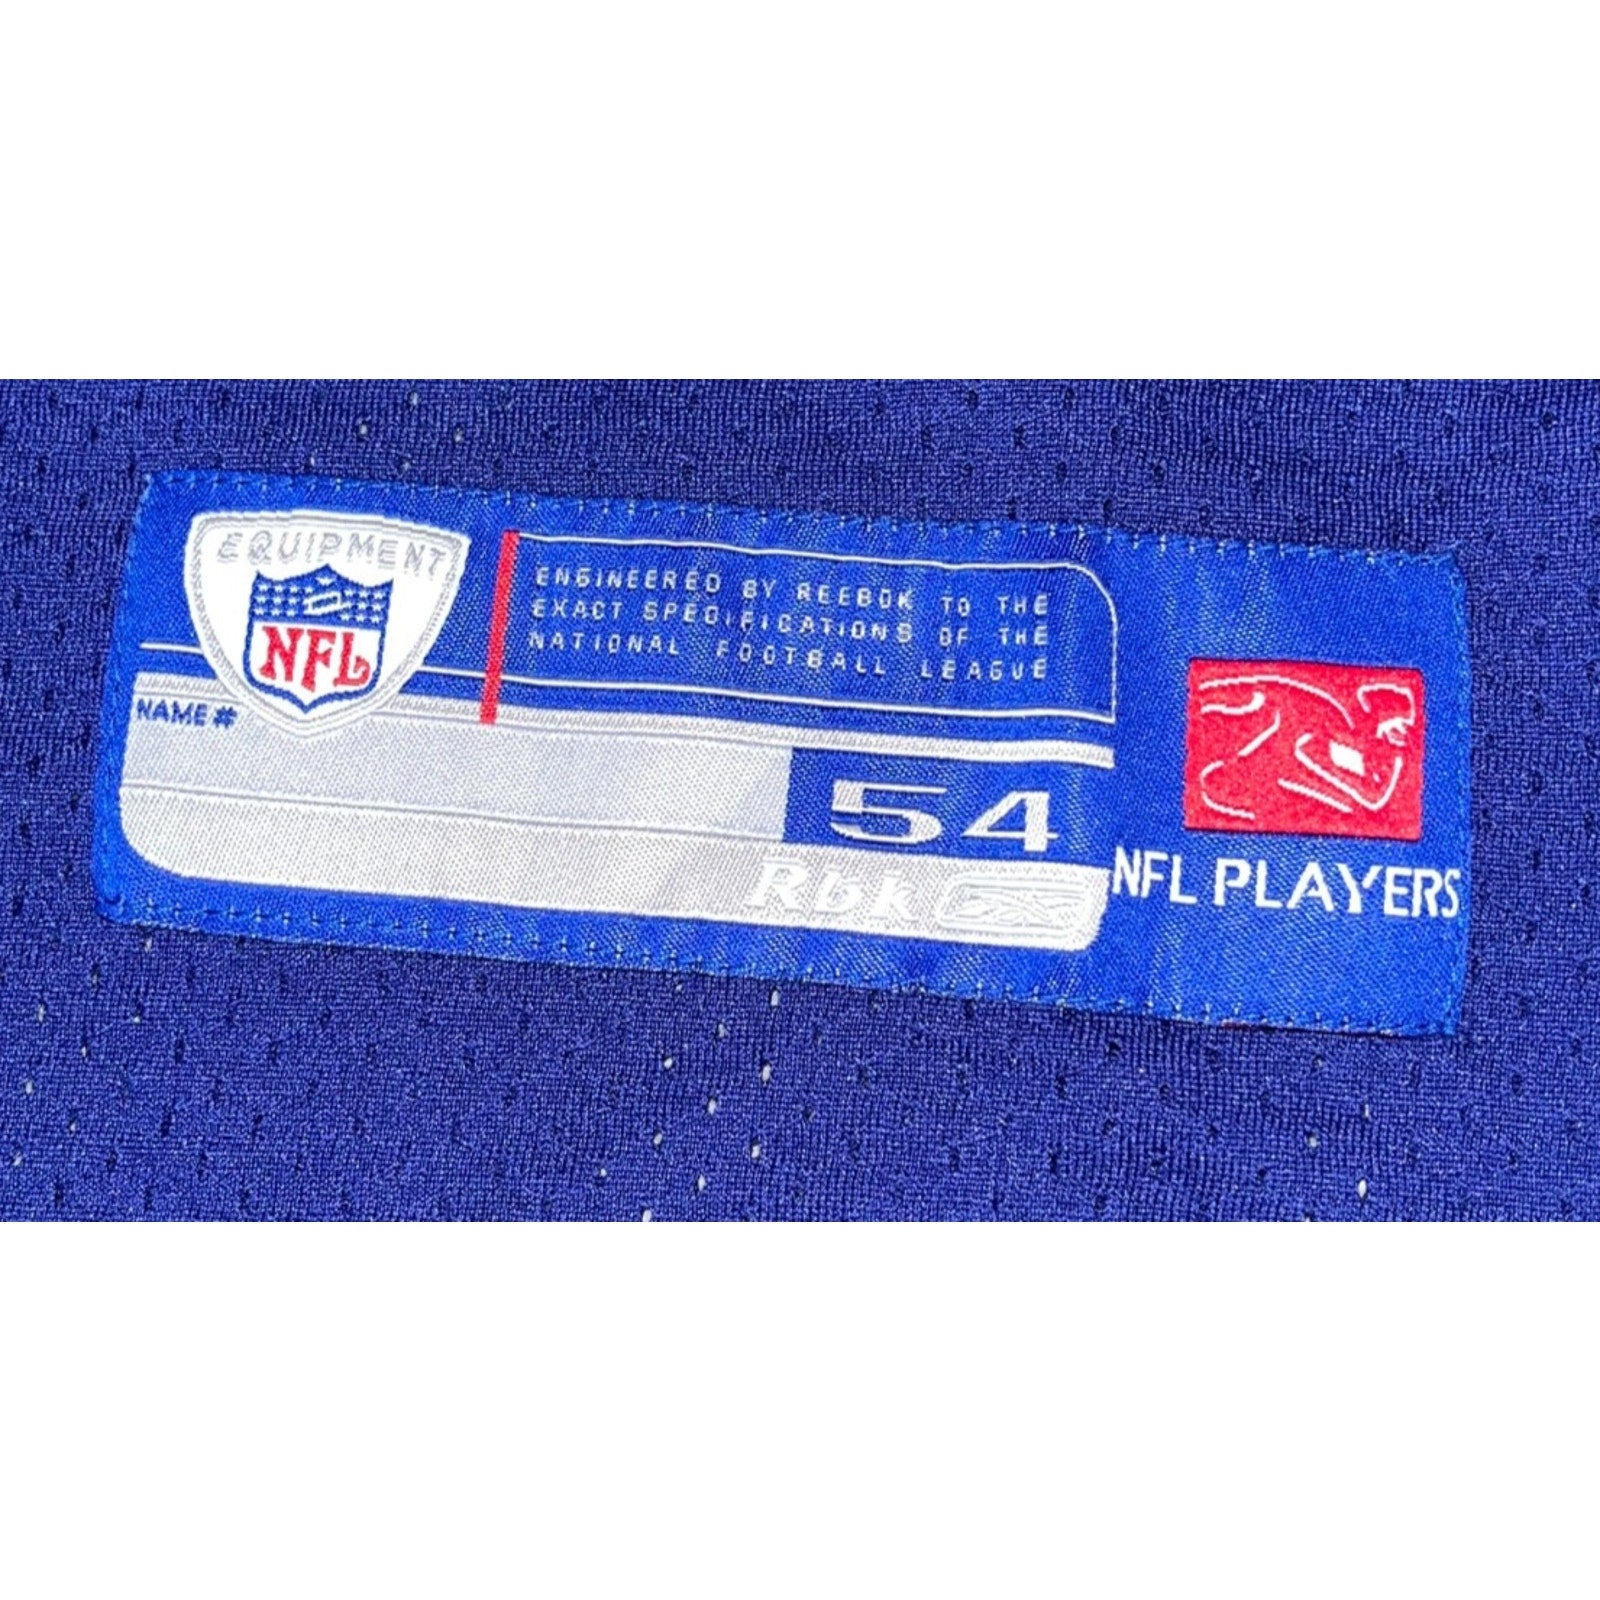 EQUIPMENT
NFL
ENGINEERED BY REEBOK TO THE
EXACT SPECIFICATIONS OF THE
NATIONAL FOOTBALL LEAGUE
NAME #
54
Rbk
NFL PLAYERS